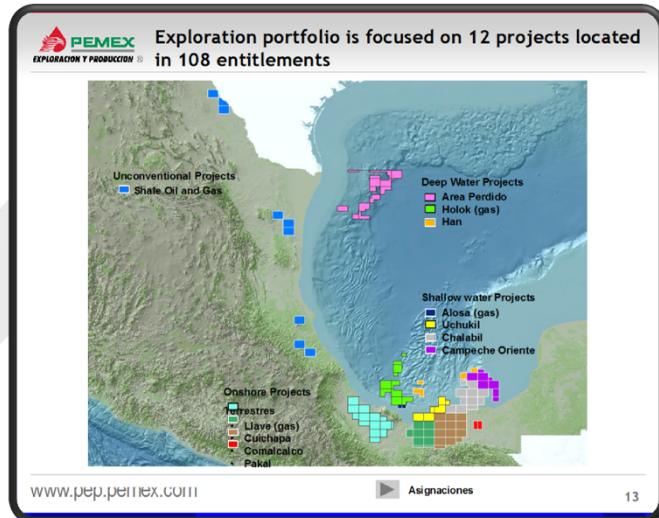 PEMEX
EXPLORACION Y PRODUCCION ®
Exploration portfolio is focused on 12 projects located
in 108 entitlements
Unconventional Projects
Shale Oil and Gas
Deep Water Projects
Area Perdido
Holok (gas)
Han
Shallow water Projects
Alosa (gas)
Uchukil
Chalabil
Campeche Oriente
Onshore Projects
Terrestres
• Llave (gas)
• Cuichapa
• Comalcalco
• Pakal
www.pep.pemex.com
Asignaciones
13